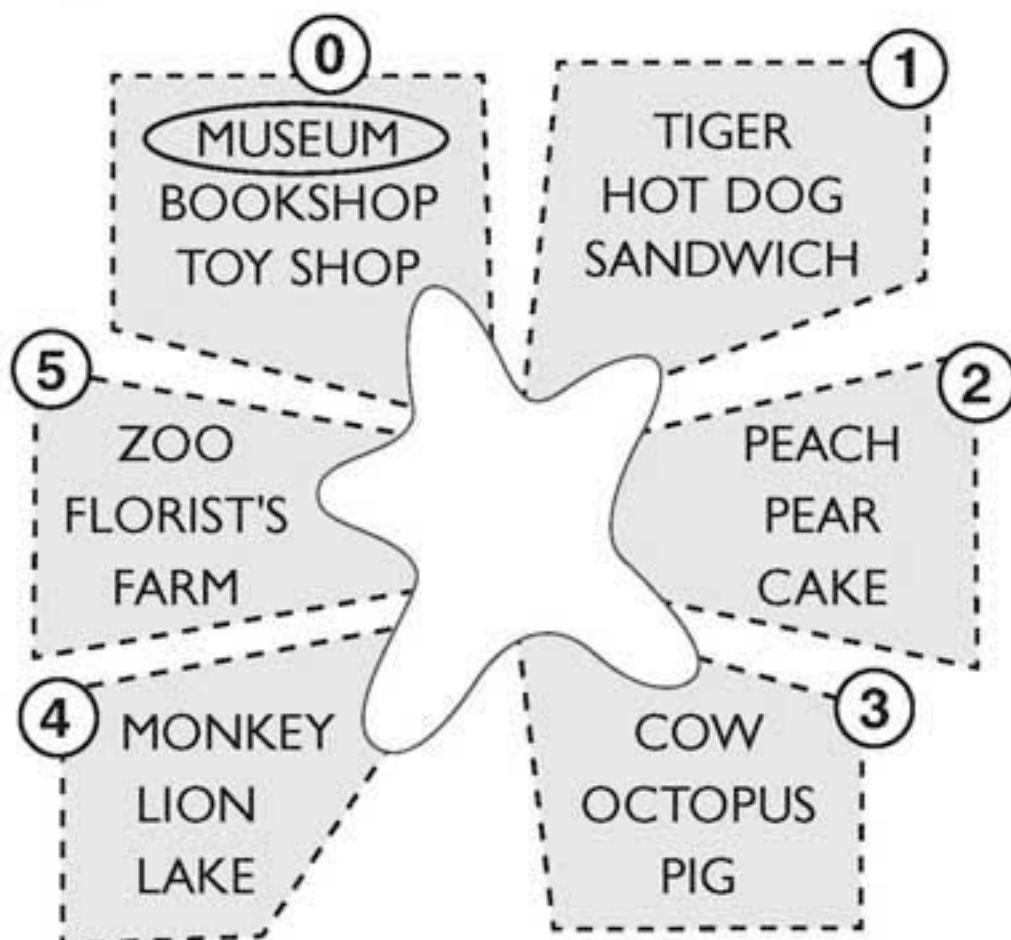 0
MUSEUM
BOOKSHOP
TOY SHOP
1
TIGER
HOT DOG
SANDWICH
2
PEACH
PEAR
CAKE
3
COW
OCTOPUS
PIG
4
MONKEY
LION
LAKE
5
ZOO
FLORIST'S
FARM